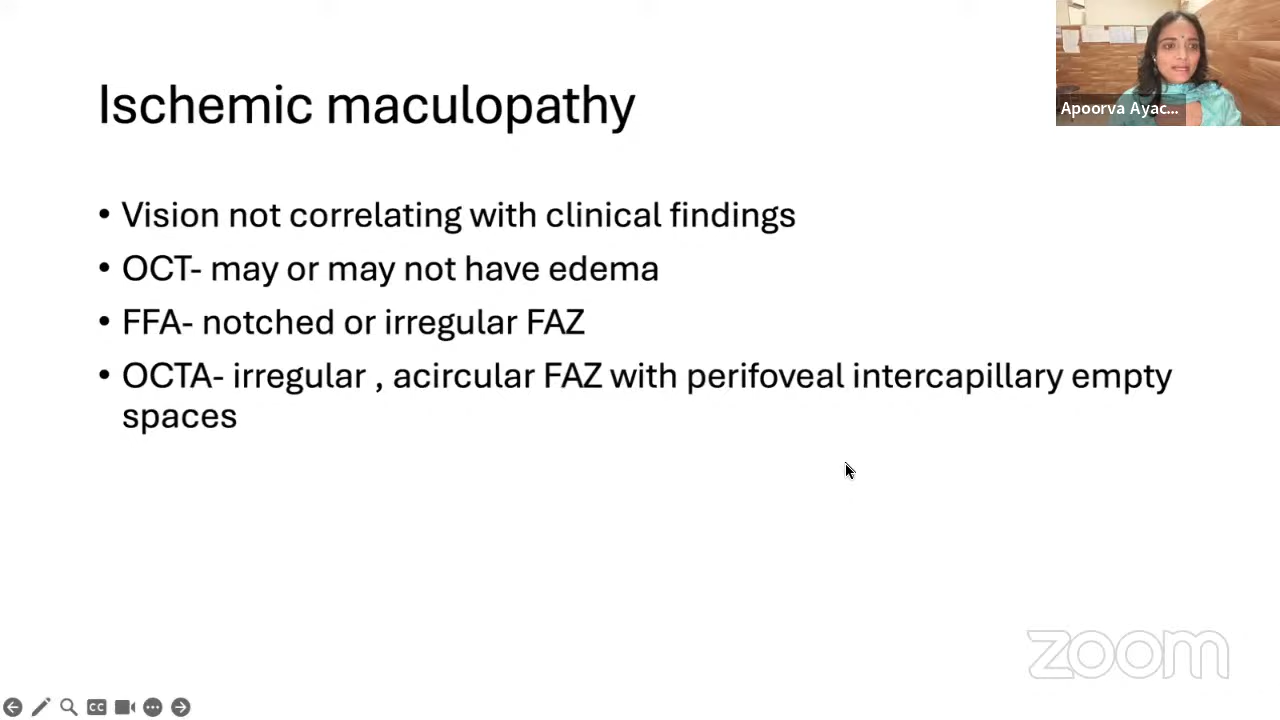 Ischemic maculopathy
Apoorva Ayac...
• Vision not correlating with clinical findings
• OCT- may or may not have edema
• FFA- notched or irregular FAZ
• OCTA- irregular , acircular FAZ with perifoveal intercapillary empty
spaces
zoom
CC